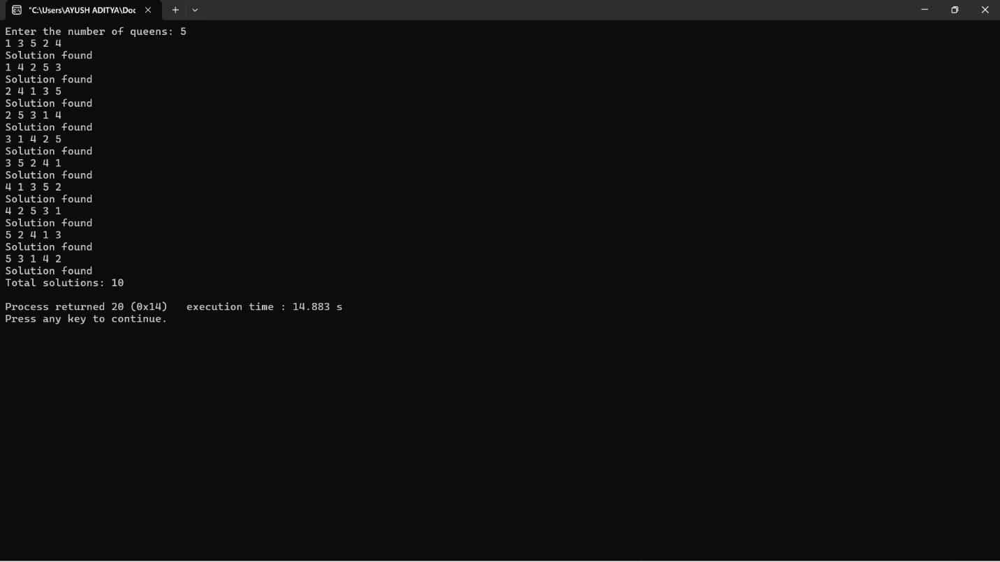 "C:\Users\AYUSH ADITYA\Doc
Enter the number of queens: 5
1 3 5 2 4
Solution found
1 4 2 5 3
Solution found
2 4 1 3 5
Solution found
2 5 3 1 4
Solution found
3 1 4 2 5
Solution found
3 5 2 4 1
Solution found
4 1 3 5 2
Solution found
4 2 5 3 1
Solution found
5 2 4 1 3
Solution found
5 3 1 4 2
Solution found
Total solutions: 10
Process returned 20 (0x14)   execution time : 14.883 s
Press any key to continue.